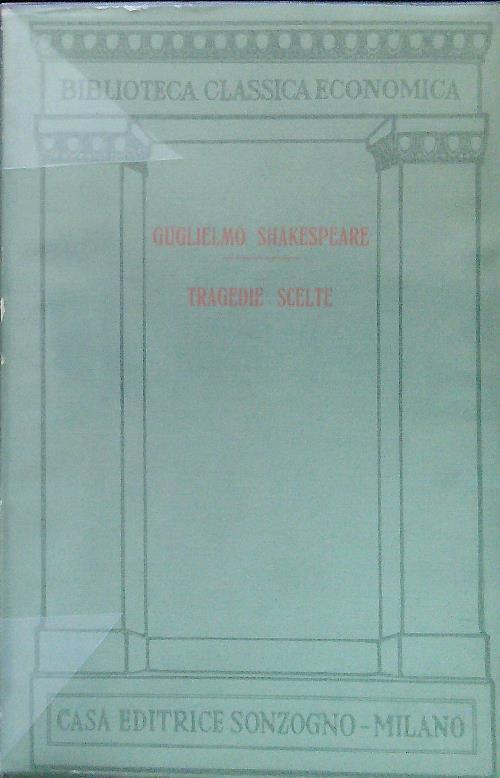 BIBLIOTECA CLASSICA ECONOMICA
GUGLIELMO SHAKESPEARE
TRAGEDIE SCELTE
CASA EDITRICE SONZOGNO - MILANO